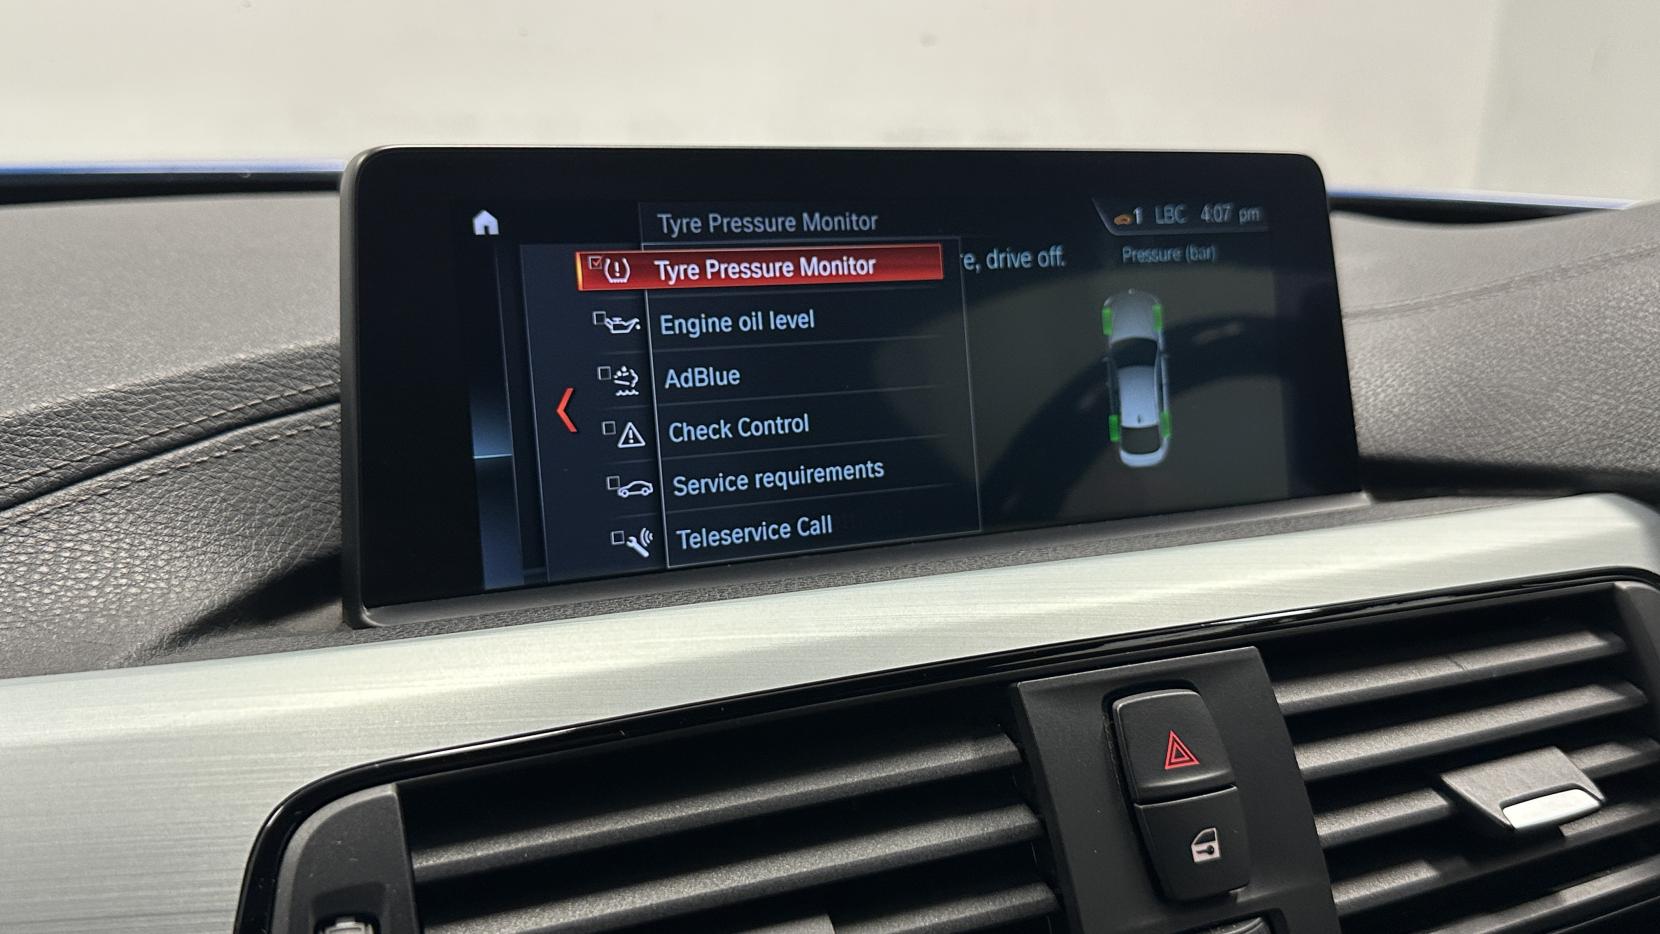 Tyre Pressure Monitor
1 LBC 4:07 pm
Tyre Pressure Monitor
e, drive off.
Pressure (bar)
Engine oil level
AdBlue
Check Control
Service requirements
Teleservice Call